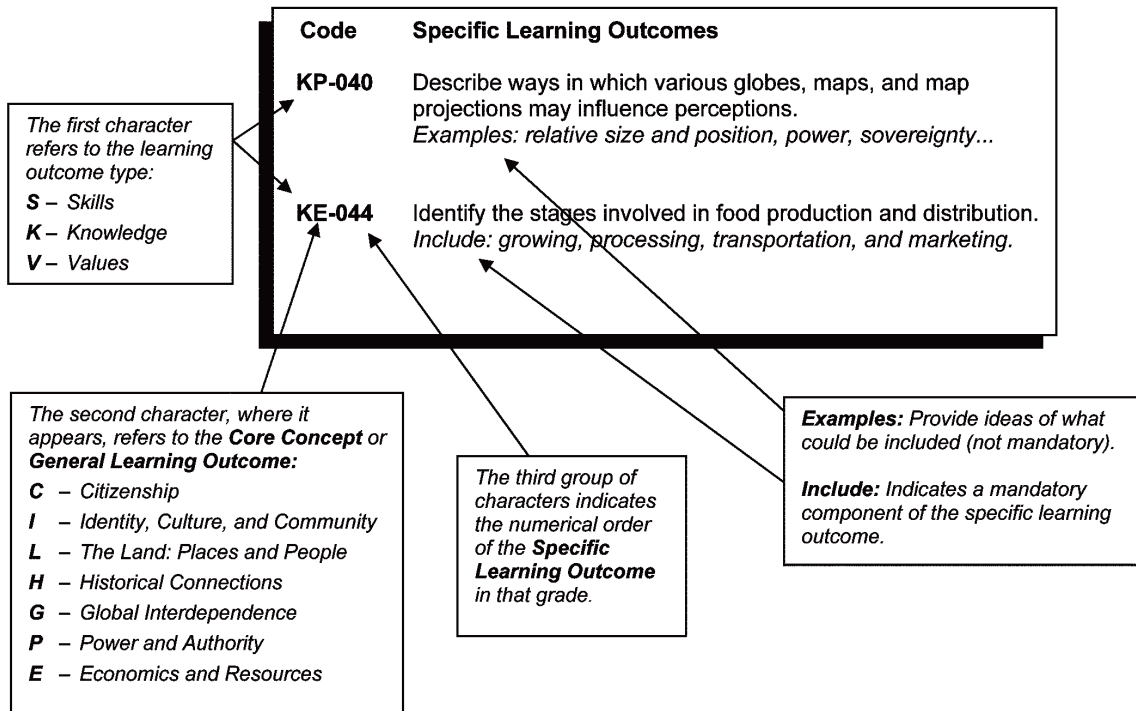 Code Specific Learning Outcomes
KP-040 Describe ways in which various globes, maps, and map
projections may influence perceptions.
Examples: relative size and position, power, sovereignty...
KE-044 Identify the stages involved in food production and distribution.
Include: growing, processing, transportation, and marketing.
The first character
refers to the learning
outcome type:
S – Skills
K – Knowledge
V – Values
The second character, where it
appears, refers to the Core Concept or
General Learning Outcome:
C – Citizenship
I – Identity, Culture, and Community
L – The Land: Places and People
H – Historical Connections
G – Global Interdependence
P – Power and Authority
E – Economics and Resources
The third group of
characters indicates
the numerical order
of the Specific
Learning Outcome
in that grade.
Examples: Provide ideas of what
could be included (not mandatory).
Include: Indicates a mandatory
component of the specific learning
outcome.